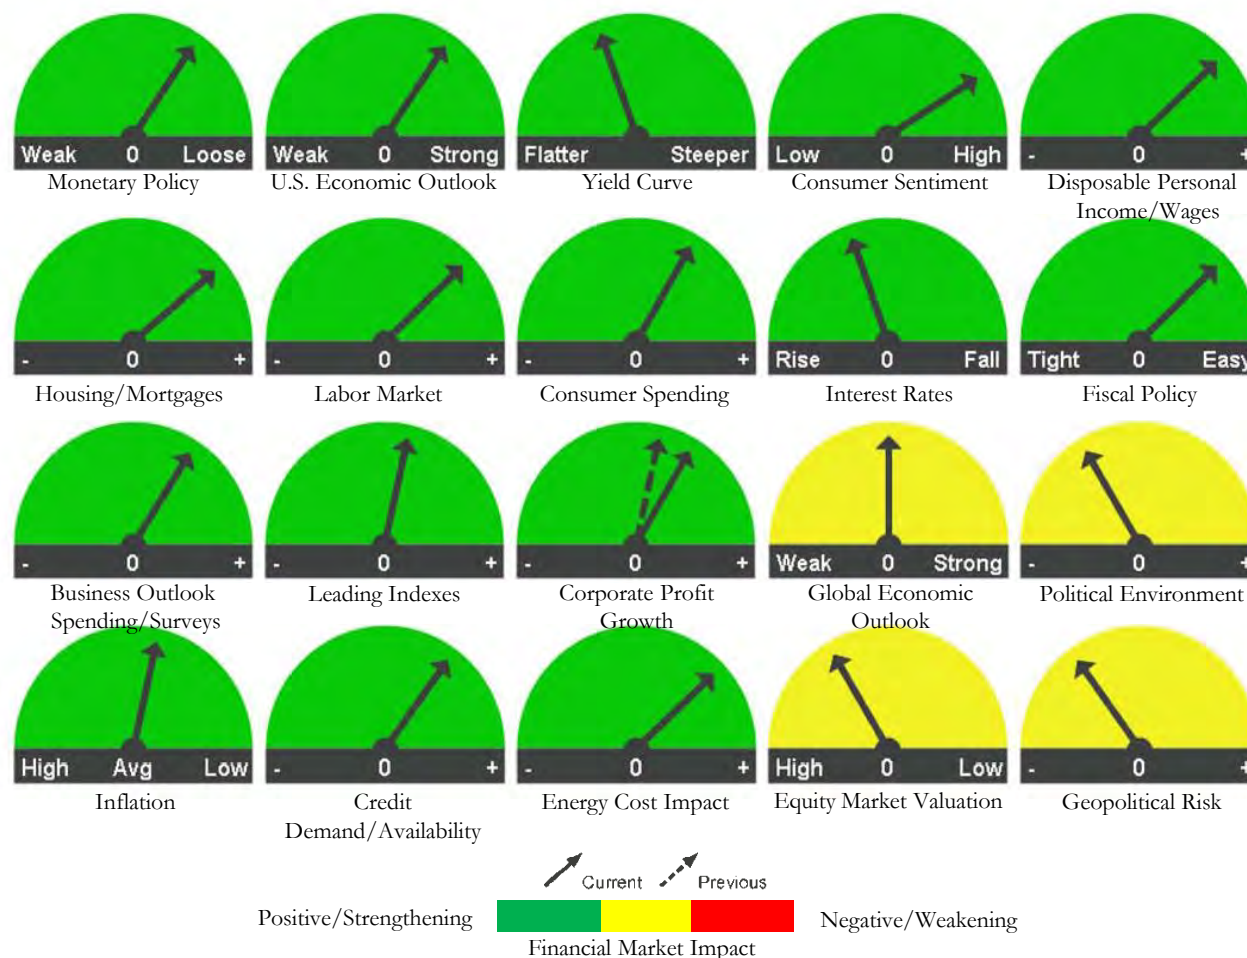 Weak 0 Loose
Monetary Policy
Weak 0 Strong
U.S. Economic Outlook
Flatter Steeper
Yield Curve
Low 0 High
Consumer Sentiment
- 0 +
Disposable Personal
Income/Wages
- 0 +
Housing/Mortgages
- 0 +
Labor Market
- 0 +
Consumer Spending
Rise 0 Fall
Interest Rates
Tight 0 Easy
Fiscal Policy
- 0 +
Business Outlook
Spending/Surveys
- 0 +
Leading Indexes
- 0 +
Corporate Profit
Growth
Weak 0 Strong
Global Economic
Outlook
- 0 +
Political Environment
High Avg Low
Inflation
- 0 +
Credit
Demand/Availability
- 0 +
Energy Cost Impact
High 0 Low
Equity Market Valuation
- 0 +
Geopolitical Risk
Current Previous
Positive/Strengthening Negative/Weakening
Financial Market Impact